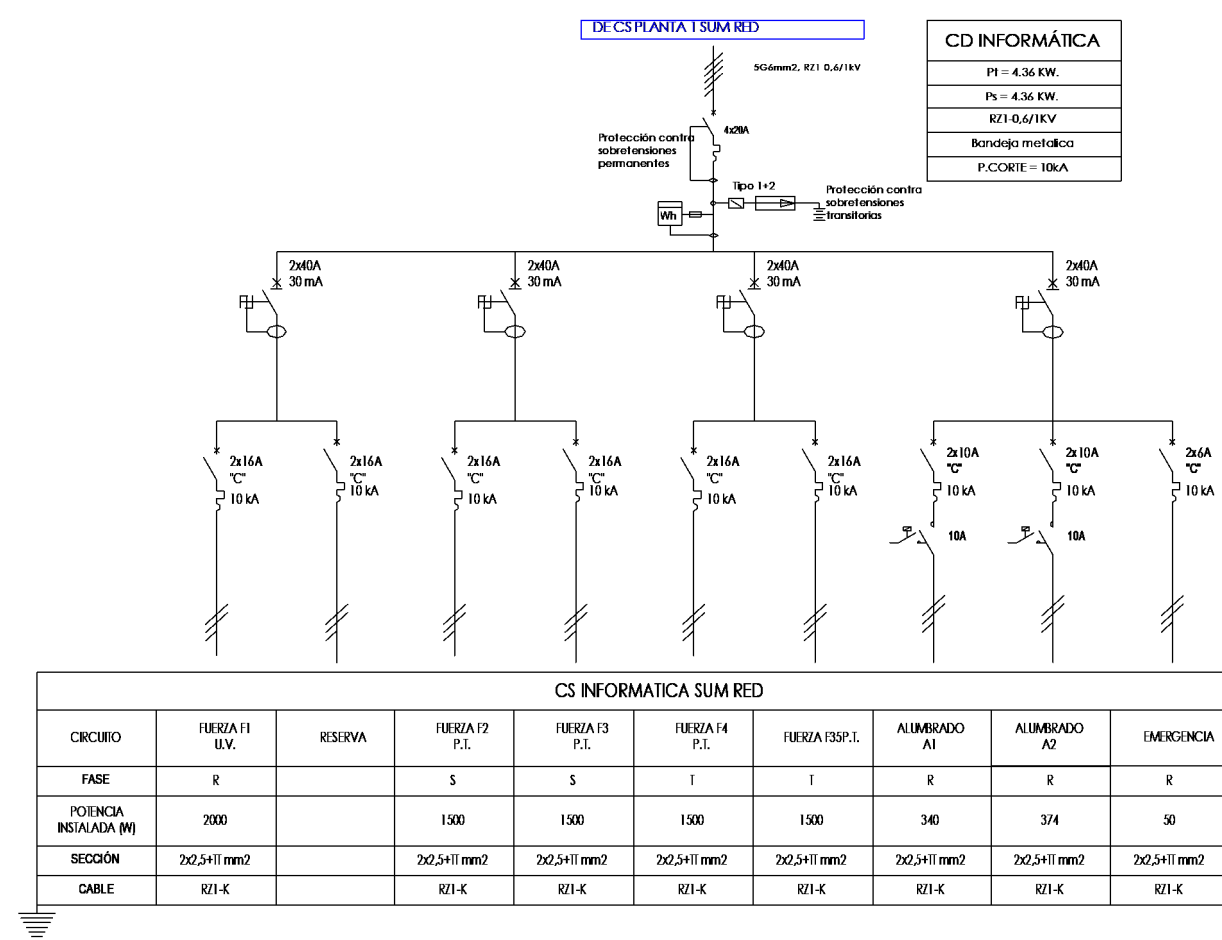 DE CS PLANTA 1 SUM RED
5G6mm2, RZ1 0,6/1kV
CD INFORMÁTICA
Pt = 4.36 KW.
Ps = 4.36 KW.
RZ1-0,6/1KV
Bandeja metalica
P.CORTE = 10kA
4x20A
Protección contra
sobretensiones
permanentes
Tipo 1+2
Protección contra
sobretensiones
transitorias
Wh
2x40A
30 mA
2x40A
30 mA
2x40A
30 mA
2x40A
30 mA
2x16A
"C"
10 kA
2x16A
"C"
10 kA
2x16A
"C"
10 kA
2x16A
"C"
10 kA
2x16A
"C"
10 kA
2x16A
"C"
10 kA
2x10A
"C"
10 kA
2x10A
"C"
10 kA
2x6A
"C"
10 kA
10A
10A
CS INFORMATICA SUM RED
CIRCUITO
FUERZA F1
U.V.
RESERVA
FUERZA F2
P.T.
FUERZA F3
P.T.
FUERZA F4
P.T.
FUERZA F35P.T.
ALUMBRADO
A1
ALUMBRADO
A2
EMERGENCIA
FASE R S S T T R R R
POTENCIA
INSTALADA (W)
2000 1500 1500 1500 1500 340 374 50
SECCIÓN 2x2,5+TT mm2 2x2,5+TT mm2 2x2,5+TT mm2 2x2,5+TT mm2 2x2,5+TT mm2 2x2,5+TT mm2 2x2,5+TT mm2 2x2,5+TT mm2
CABLE RZ1-K RZ1-K RZ1-K RZ1-K RZ1-K RZ1-K RZ1-K RZ1-K